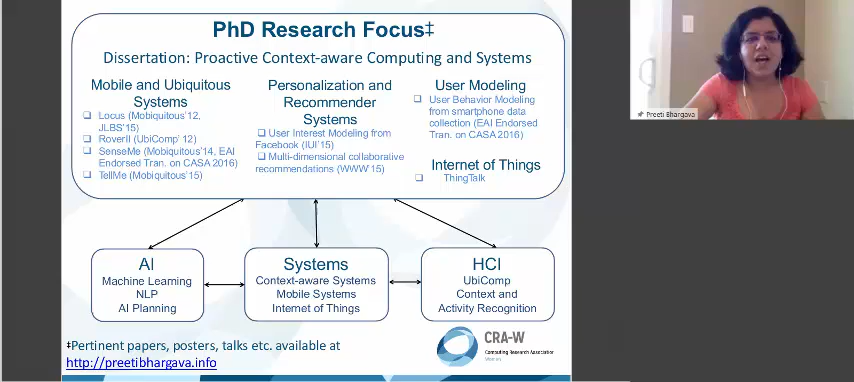 PhD Research Focus‡
Dissertation: Proactive Context-aware Computing and Systems
Mobile and Ubiquitous
Systems
Locus (Mobiquitous'12,
JLBS'15)
RoverII (UbiComp' 12)
SenseMe (Mobiquitous'14, EAI
Endorsed Tran. on CASA 2016)
TellMe (Mobiquitous'15)
Personalization and
Recommender
Systems
User Interest Modeling from
Facebook (IUI'15)
Multi-dimensional collaborative
recommendations (WWW 15)
User Modeling
User Behavior Modeling
from smartphone data
collection (EAI Endorsed
Tran. on CASA 2016)
Internet of Things
ThingTalk
AI
Machine Learning
NLP
AI Planning
Systems
Context-aware Systems
Mobile Systems
Internet of Things
HCI
UbiComp
Context and
Activity Recognition
‡Pertinent papers, posters, talks etc. available at
http://preetibhargava.info
CRA-W
Computing Research Association
Preeti Bhargava